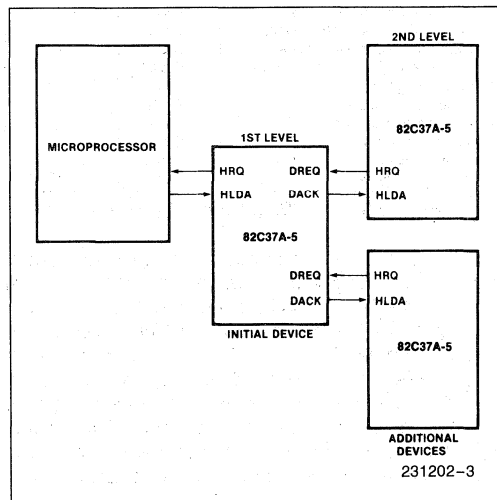 2ND LEVEL
82C37A-5
HRQ
HLDA
MICROPROCESSOR
1ST LEVEL
HRQ DREQ
HLDA DACK
82C37A-5
DREQ
DACK
INITIAL DEVICE
HRQ
HLDA
82C37A-5
ADDITIONAL
DEVICES
231202-3